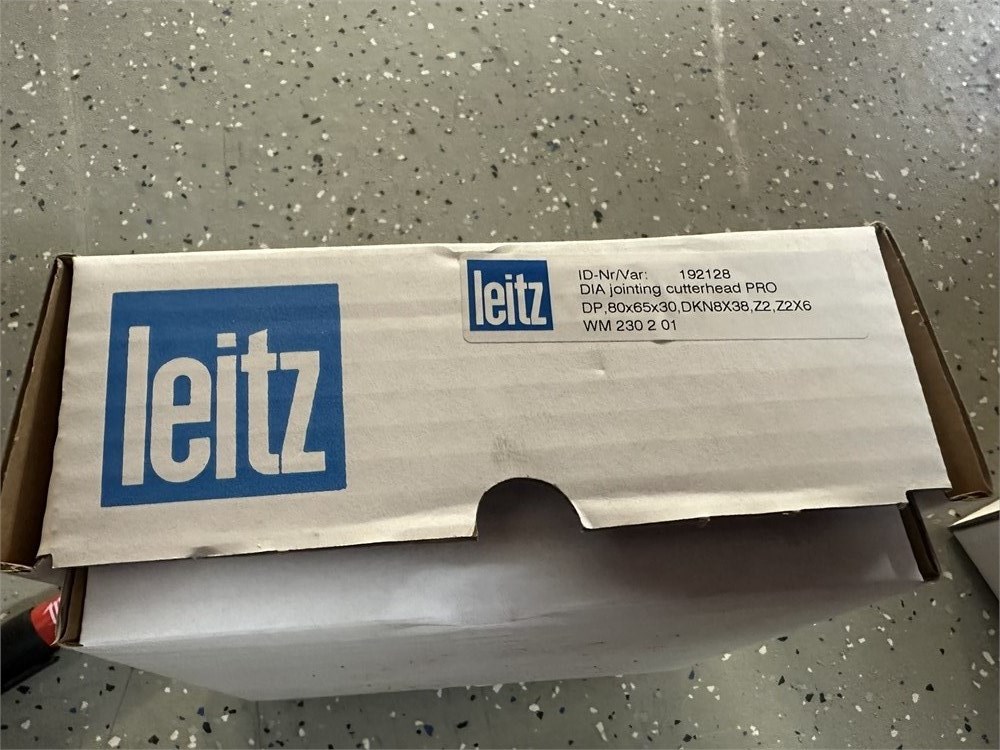 leitz
leitz
ID-Nr/Var: 192128
DIA jointing cutterhead PRO
DP,80x65x30,DKN8X38,Z2,Z2X6
WM 230 2 01